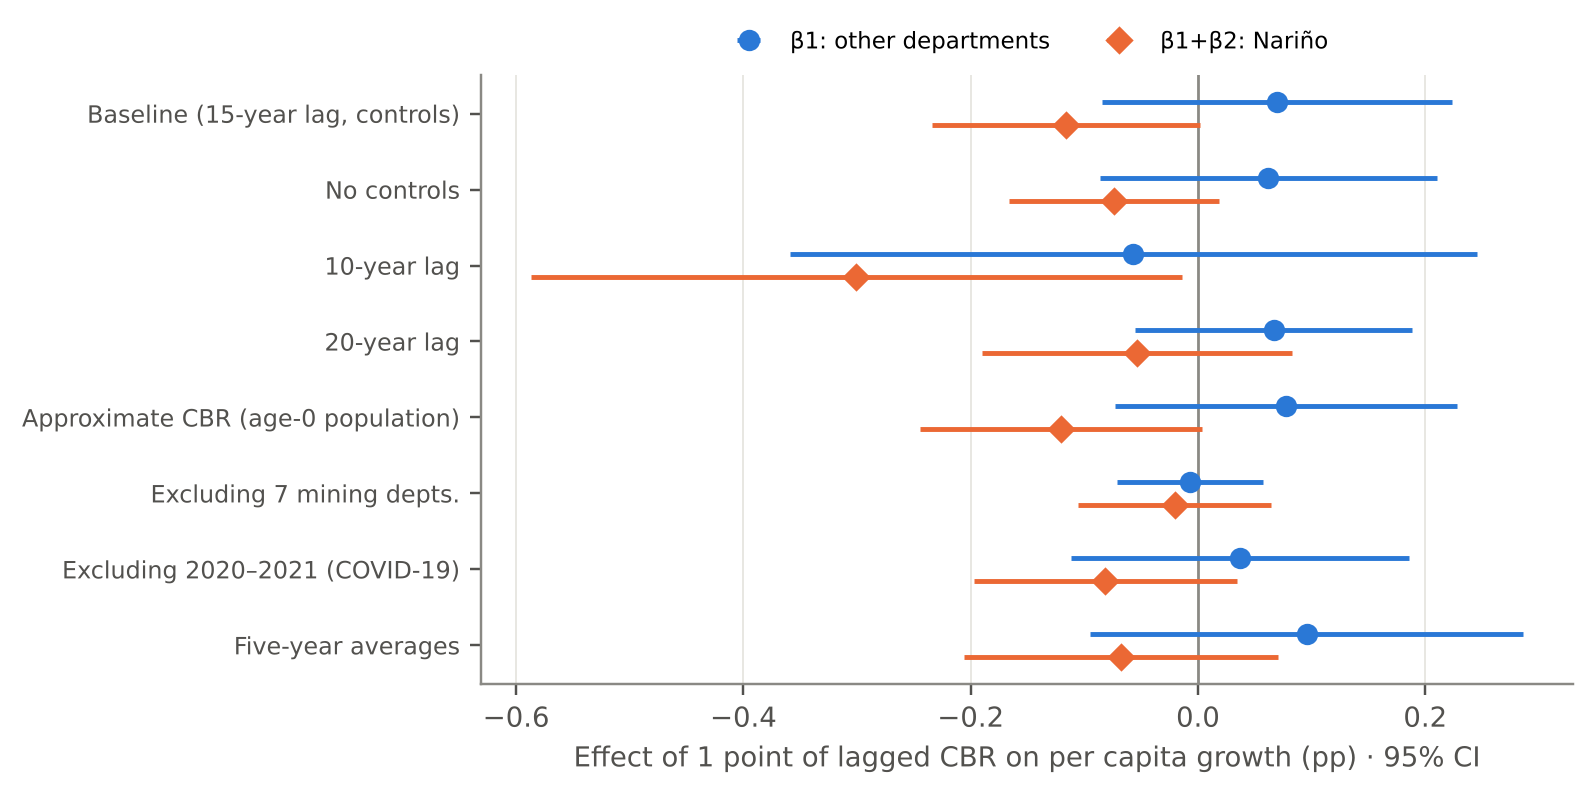 β1: other departments
β1+β2: Nariño
Baseline (15-year lag, controls)
No controls
10-year lag
20-year lag
Approximate CBR (age-0 population)
Excluding 7 mining depts.
Excluding 2020–2021 (COVID-19)
Five-year averages
−0.6 −0.4 −0.2 0.0 0.2
Effect of 1 point of lagged CBR on per capita growth (pp) · 95% CI